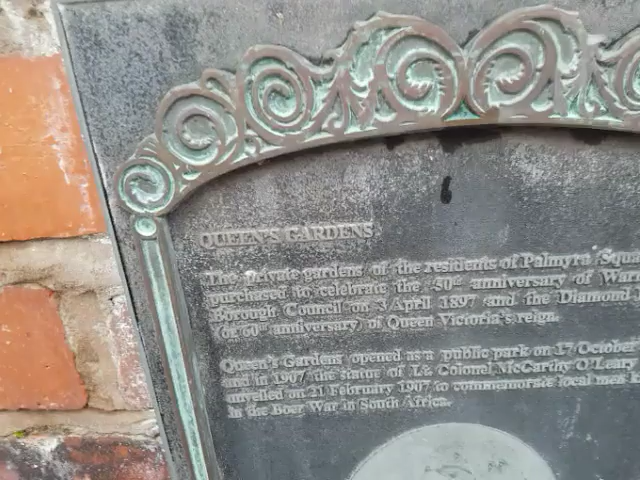 QUEEN'S GARDENS
The private gardens of the residents of Palmyra Squa
purchased to celebrate the 50th anniversary of War
Borough Council on 3 April 1897 and the Diamond
(or 60th anniversary) of Queen Victoria's reign.
Queen's Gardens opened as a public park on 17 October
and in 1907 the statue of Lt. Colonel McCarthy O'Leary
unveiled on 21 February 1907 to commemorate local men
in the Boer War in South Africa.